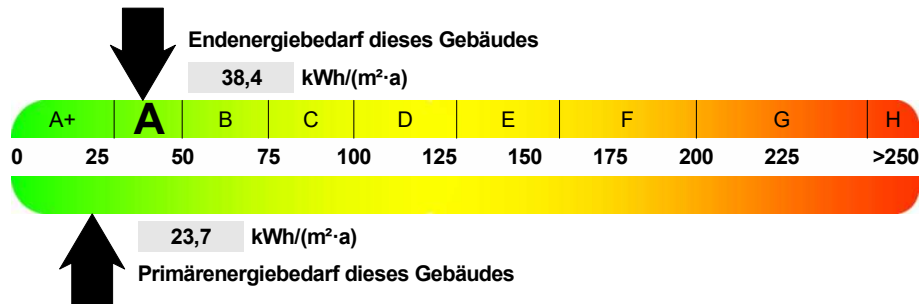 Endenergiebedarf dieses Gebäudes
38,4 kWh/(m²·a)
A+ A B C D E F G H
0 25 50 75 100 125 150 175 200 225 >250
23,7 kWh/(m²·a)
Primärenergiebedarf dieses Gebäudes